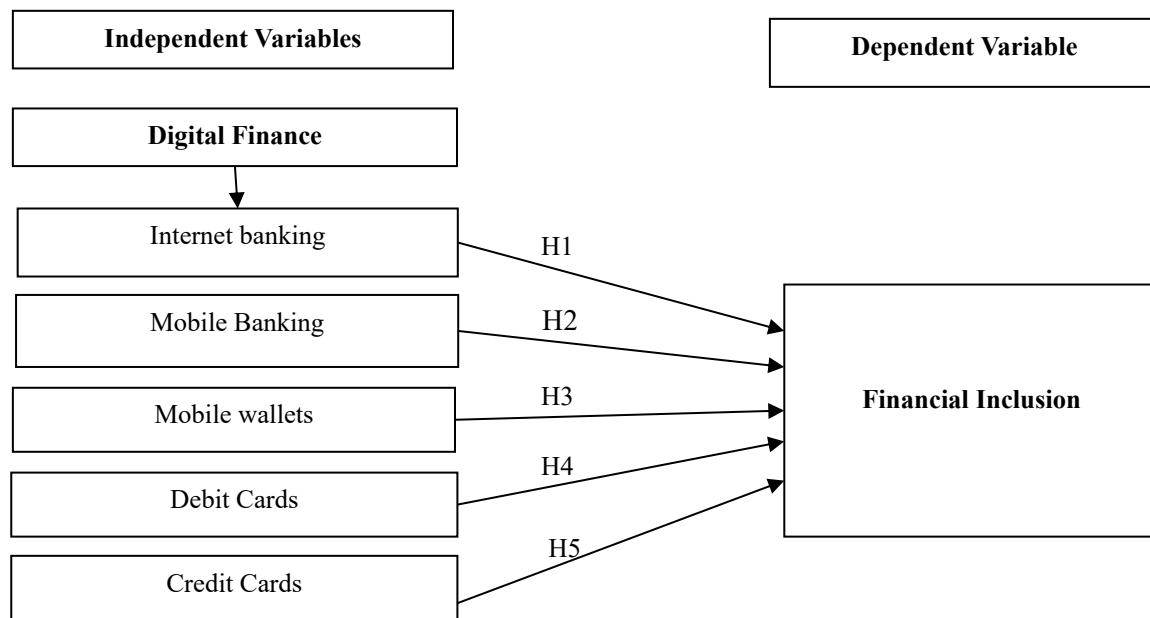 Independent Variables
Dependent Variable
Digital Finance
Internet banking
H1
Mobile Banking
H2
Mobile wallets
H3
Debit Cards
H4
Credit Cards
H5
Financial Inclusion